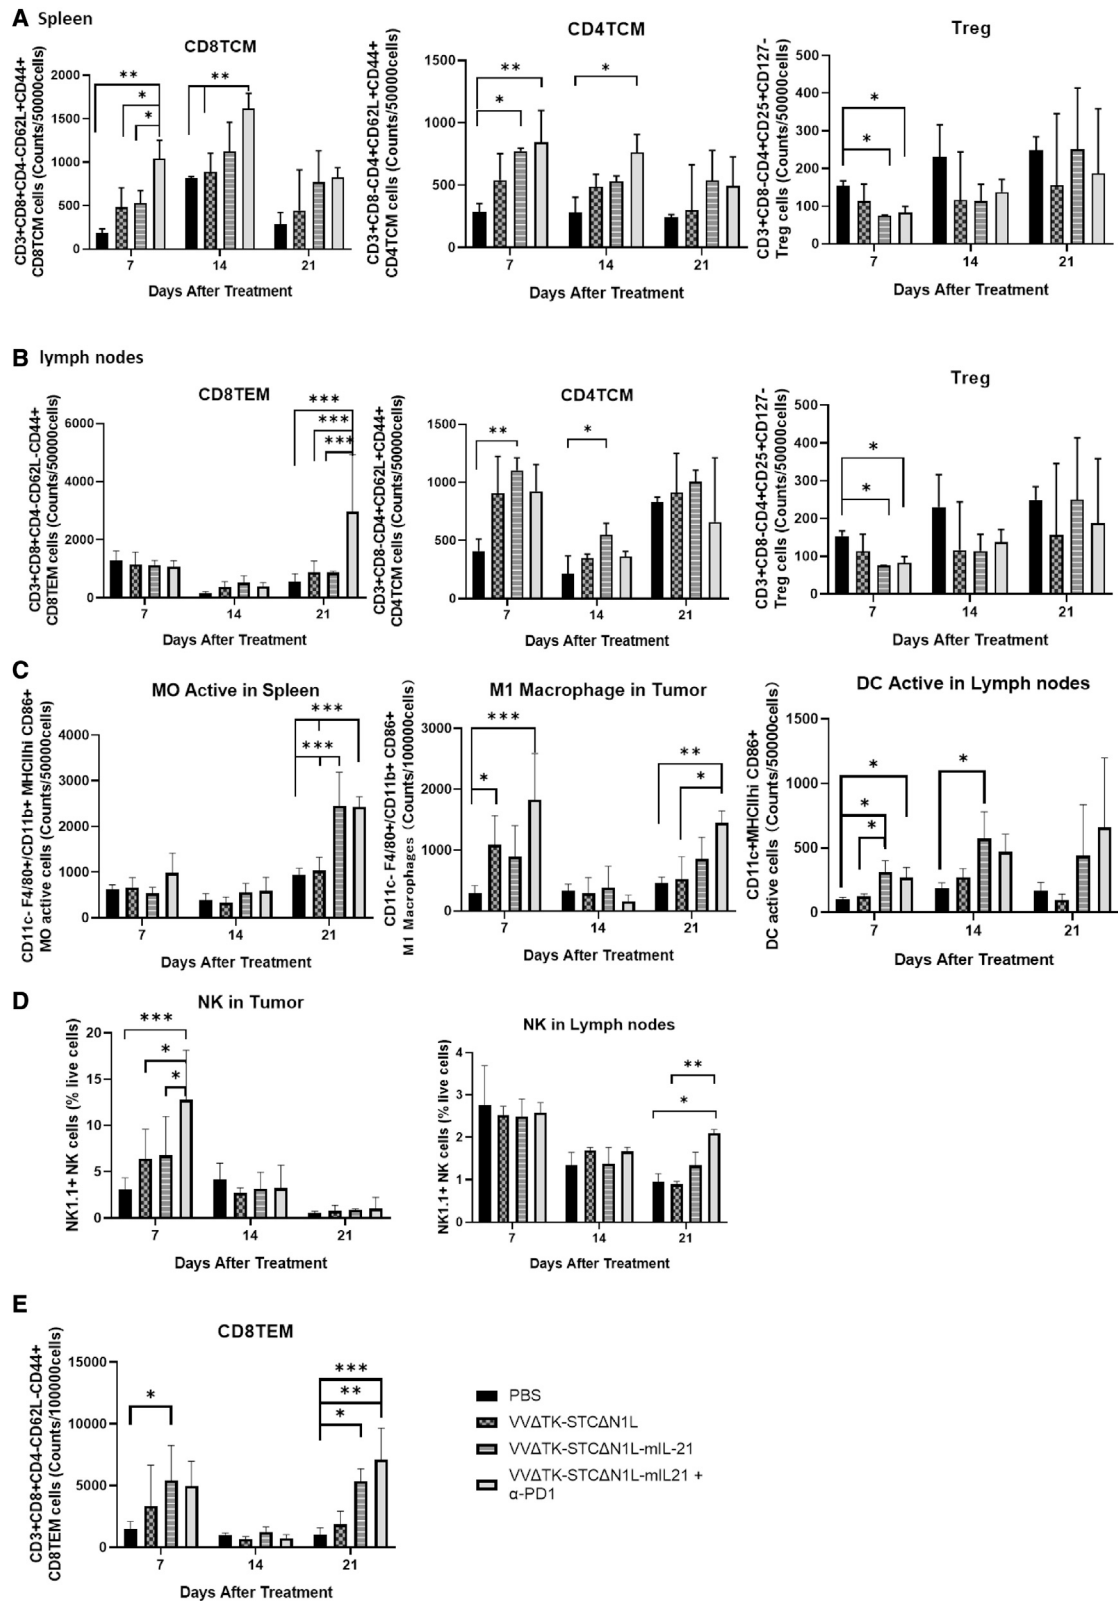 A Spleen
CD8TCM
CD3+CD8+CD4-CD62L+CD44+
CD8TCM cells (Counts/50000cells)
2000
1500
1000
500
0
**
*
*
**
7 14 21
Days After Treatment
CD4TCM
CD3+CD8-CD4+CD62L+CD44+
CD4TCM cells (Counts/50000cells)
1500
1000
500
0
**
*
*
7 14 21
Days After Treatment
Treg
CD3+CD8-CD4+CD25+CD127-
Treg cells (Counts/50000cells)
500
400
300
200
100
0
*
*
7 14 21
Days After Treatment
B lymph nodes
CD8TEM
CD3+CD8+CD4-CD62L-CD44+
CD8TEM cells (Counts/50000cells)
6000
4000
2000
0
***
***
***
7 14 21
Days After Treatment
CD4TCM
CD3+CD8-CD4+CD62L+CD44+
CD4TCM cells (Counts/50000cells)
1500
1000
500
0
**
*
7 14 21
Days After Treatment
Treg
CD3+CD8-CD4+CD25+CD127-
Treg cells (Counts/50000cells)
500
400
300
200
100
0
*
*
7 14 21
Days After Treatment
C
MO Active in Spleen
CD11c- F4/80+/CD11b+ MHCIIhi CD86+
MO active cells (Counts/50000cells)
4000
3000
2000
1000
0
***
***
7 14 21
Days After Treatment
M1 Macrophage in Tumor
CD11c- F4/80+/CD11b+ CD86+
M1 Macrophages (Counts/100000cells)
3000
2000
1000
0
***
*
**
*
7 14 21
Days After Treatment
DC Active in Lymph nodes
CD11c+MHCIIhi CD86+
DC active cells (Counts/50000cells)
1500
1000
500
0
*
*
*
*
7 14 21
Days After Treatment
D
NK in Tumor
NK1.1+ NK cells (% live cells)
20
15
10
5
0
***
*
*
7 14 21
Days After Treatment
NK in Lymph nodes
NK1.1+ NK cells (% live cells)
4
3
2
1
0
**
*
7 14 21
Days After Treatment
E
CD8TEM
CD3+CD8+CD4-CD62L-CD44+
CD8TEM cells (Counts/100000cells)
15000
10000
5000
0
*
***
**
*
7 14 21
Days After Treatment
PBS
VVΔTK-STCΔN1L
VVΔTK-STCΔN1L-mIL-21
VVΔTK-STCΔN1L-mIL21 +
α-PD1